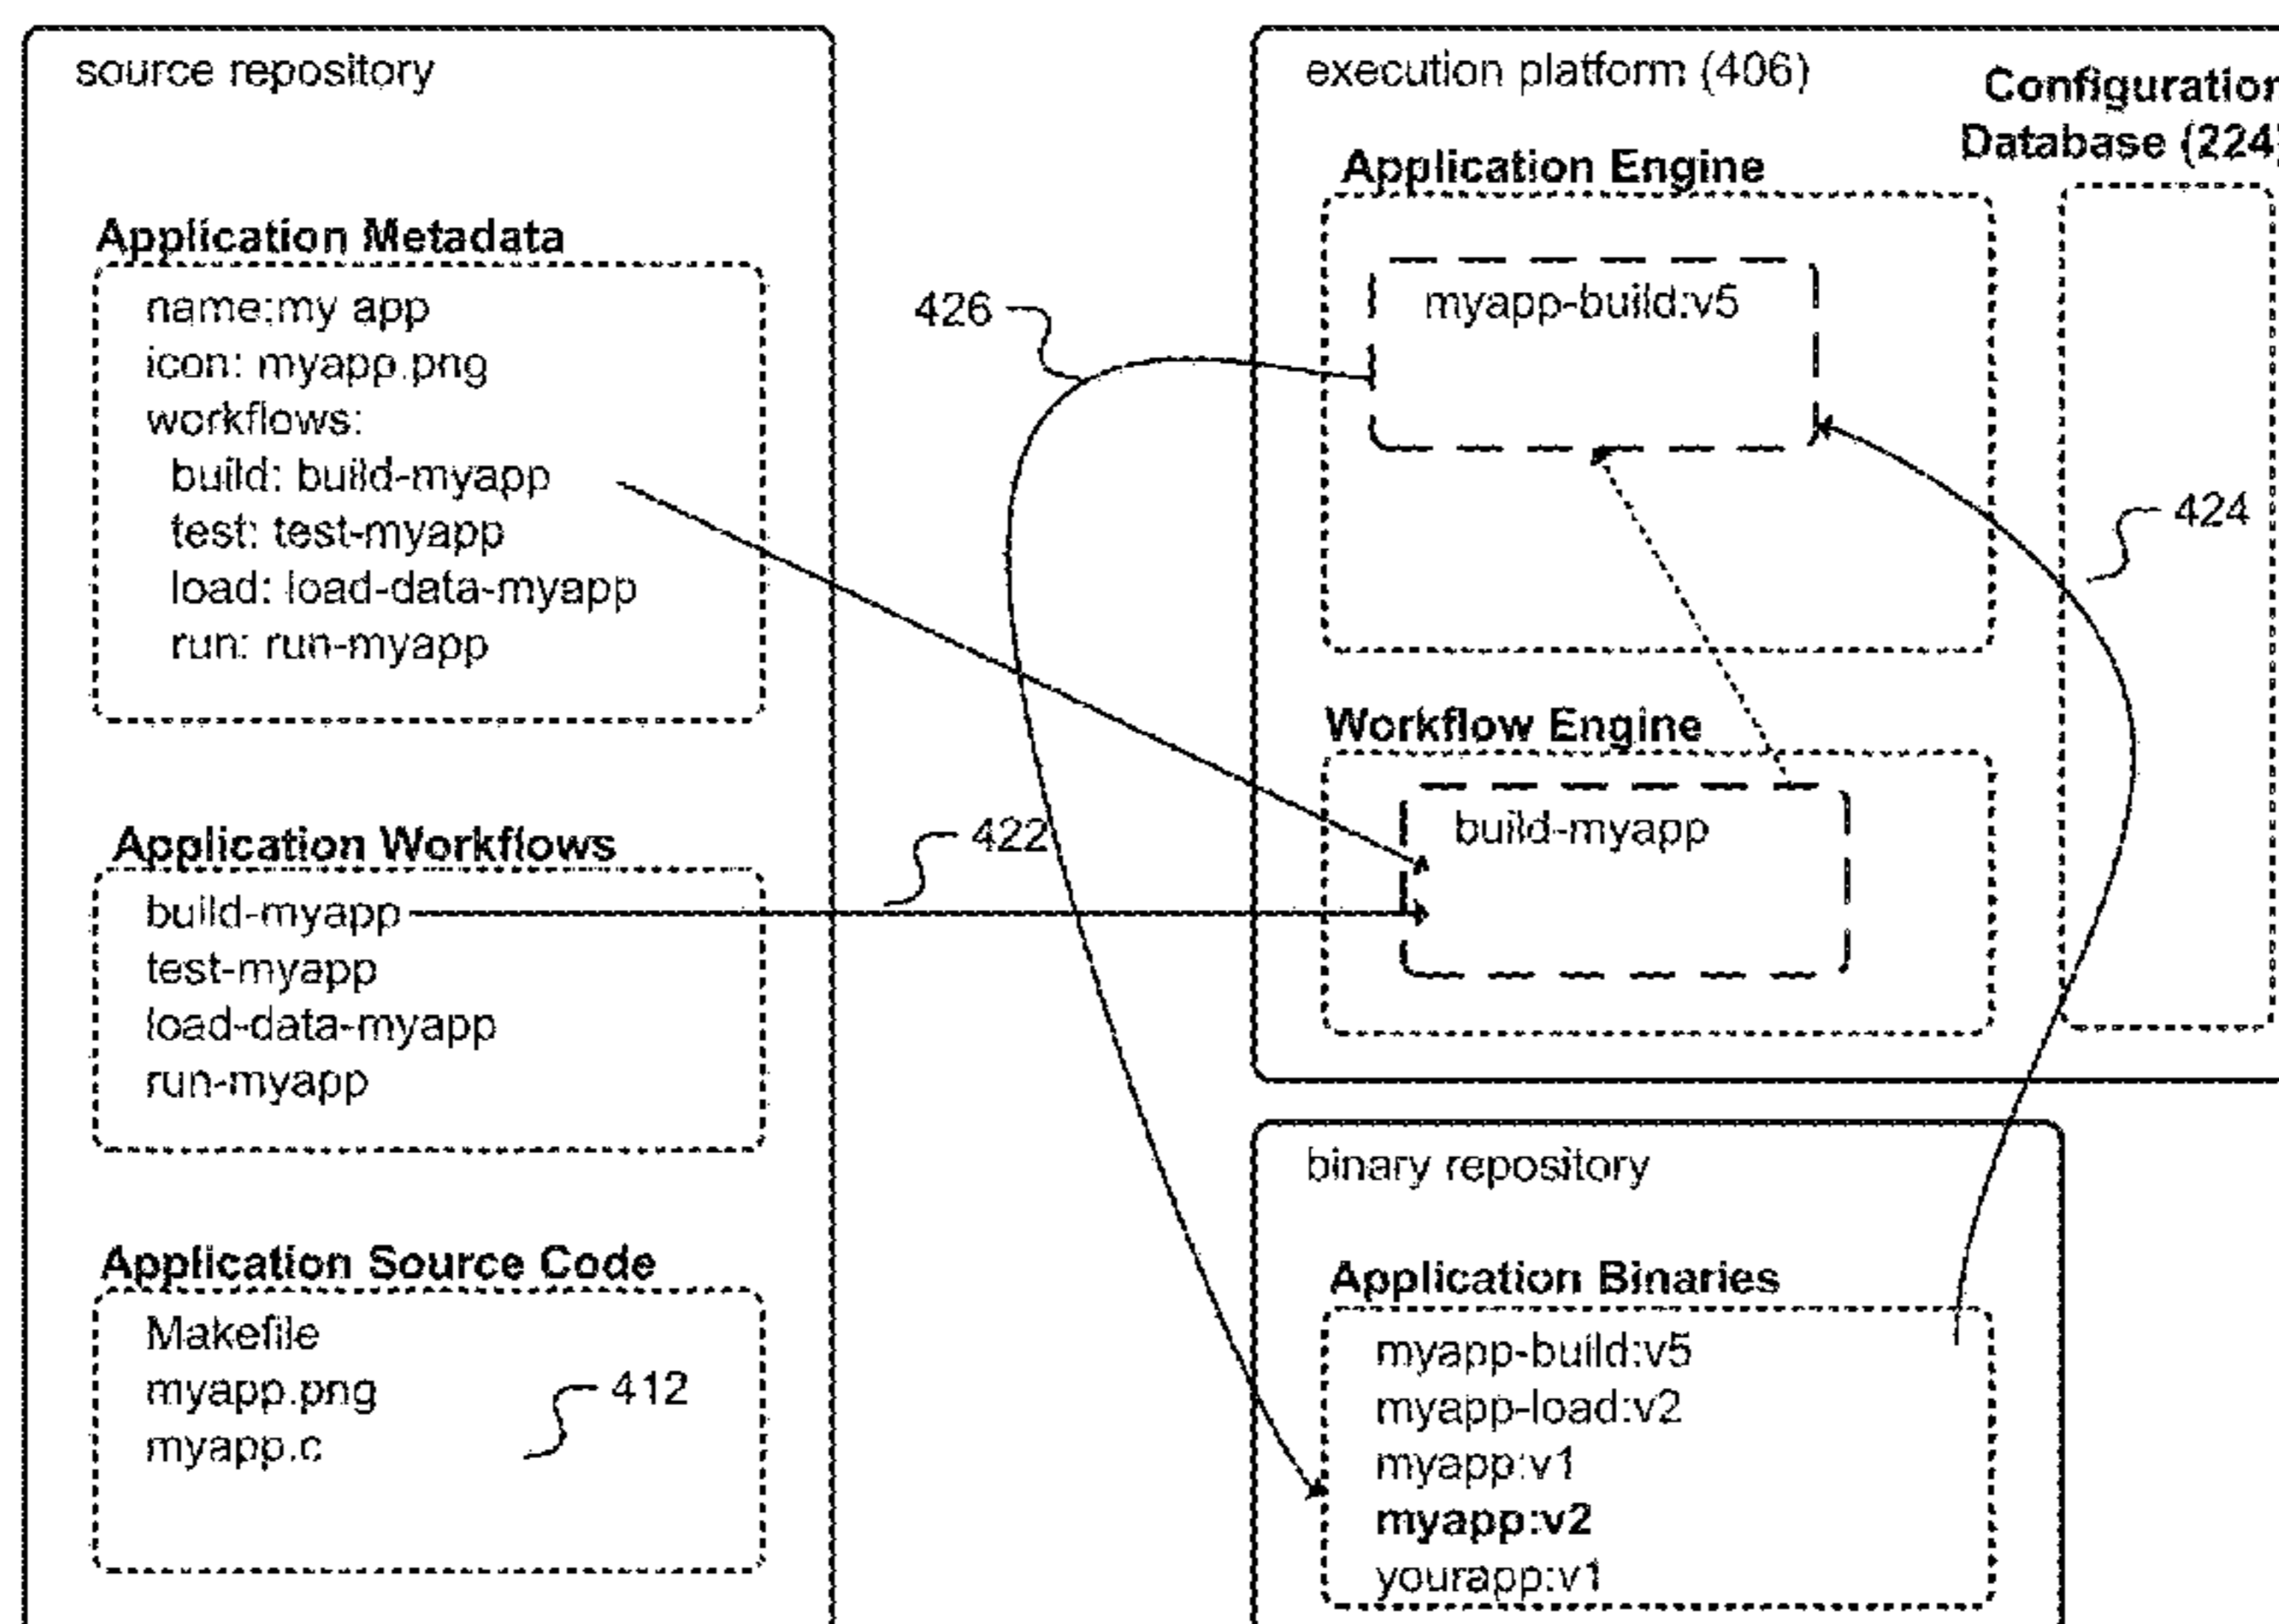 source repository
Application Metadata
name:my app
icon: myapp.png
workflows:
build: build-myapp
test: test-myapp
load: load-data-myapp
run: run-myapp
Application Workflows
build-myapp
test-myapp
load-data-myapp
run-myapp
Application Source Code
Makefile
myapp.png
myapp.c
412
426
422
execution platform (406)
Configuration
Database (224)
Application Engine
myapp-build:v5
424
Workflow Engine
build-myapp
binary repository
Application Binaries
myapp-build:v5
myapp-load:v2
myapp:v1
myapp:v2
yourapp:v1